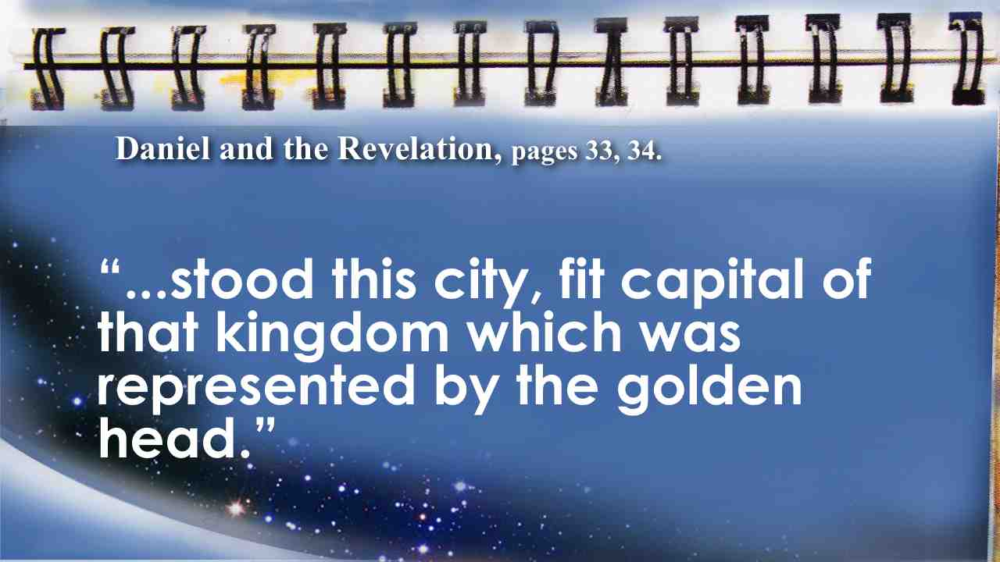 Daniel and the Revelation, pages 33, 34.
“...stood this city, fit capital of
that kingdom which was
represented by the golden
head.”